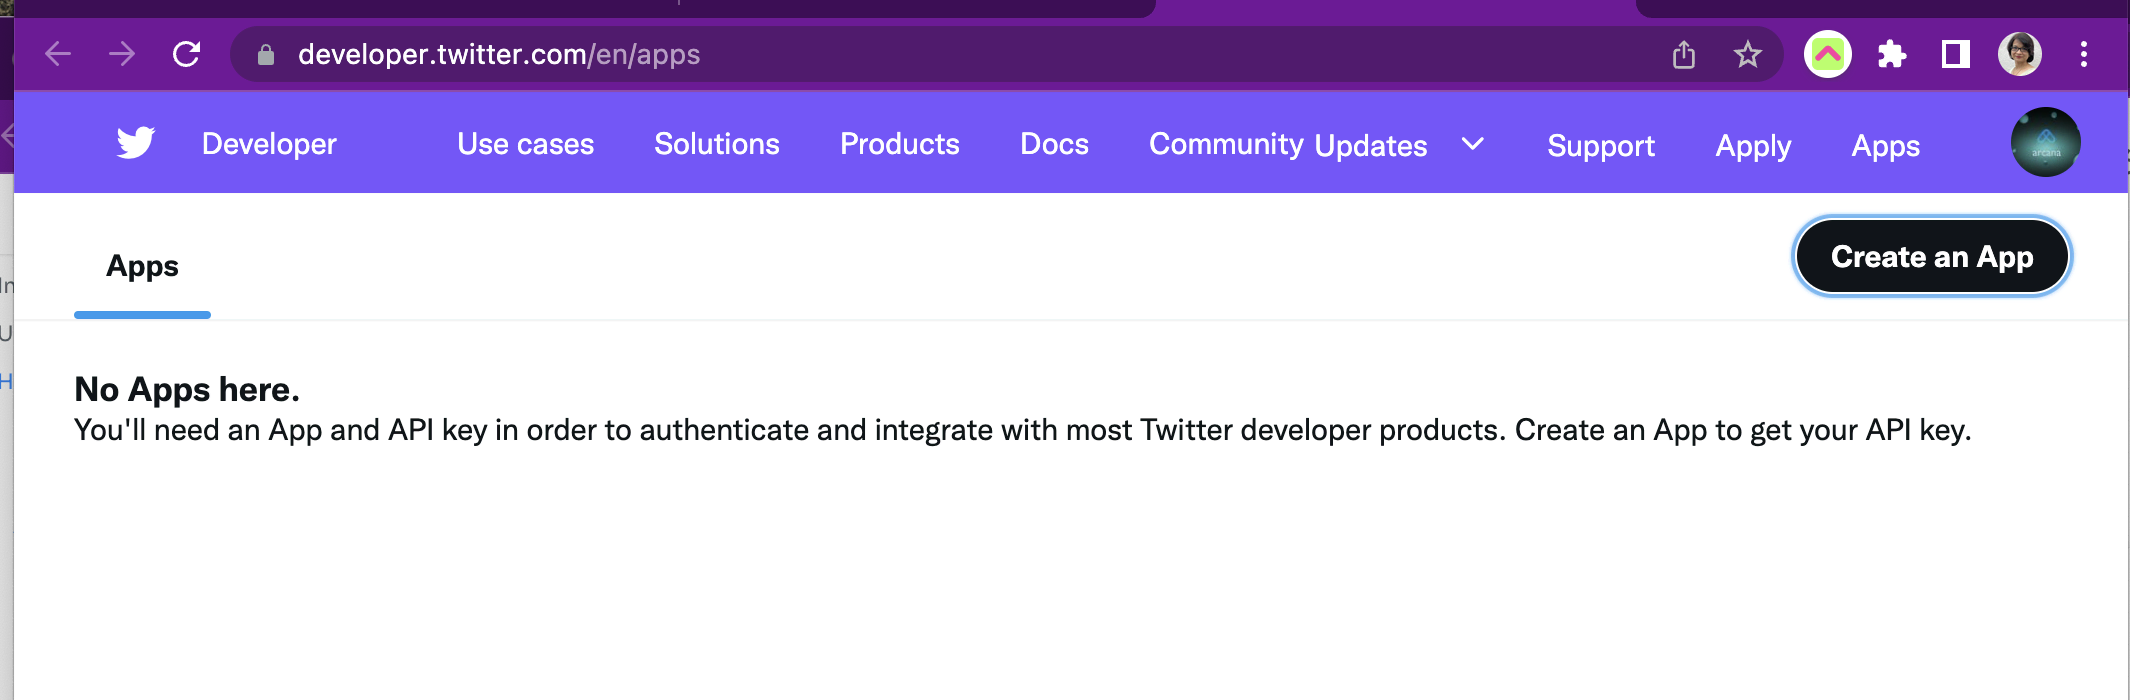 developer.twitter.com/en/apps
Developer Use cases Solutions Products Docs Community Updates Support Apply Apps
arcana
Apps
Create an App
No Apps here.
You'll need an App and API key in order to authenticate and integrate with most Twitter developer products. Create an App to get your API key.